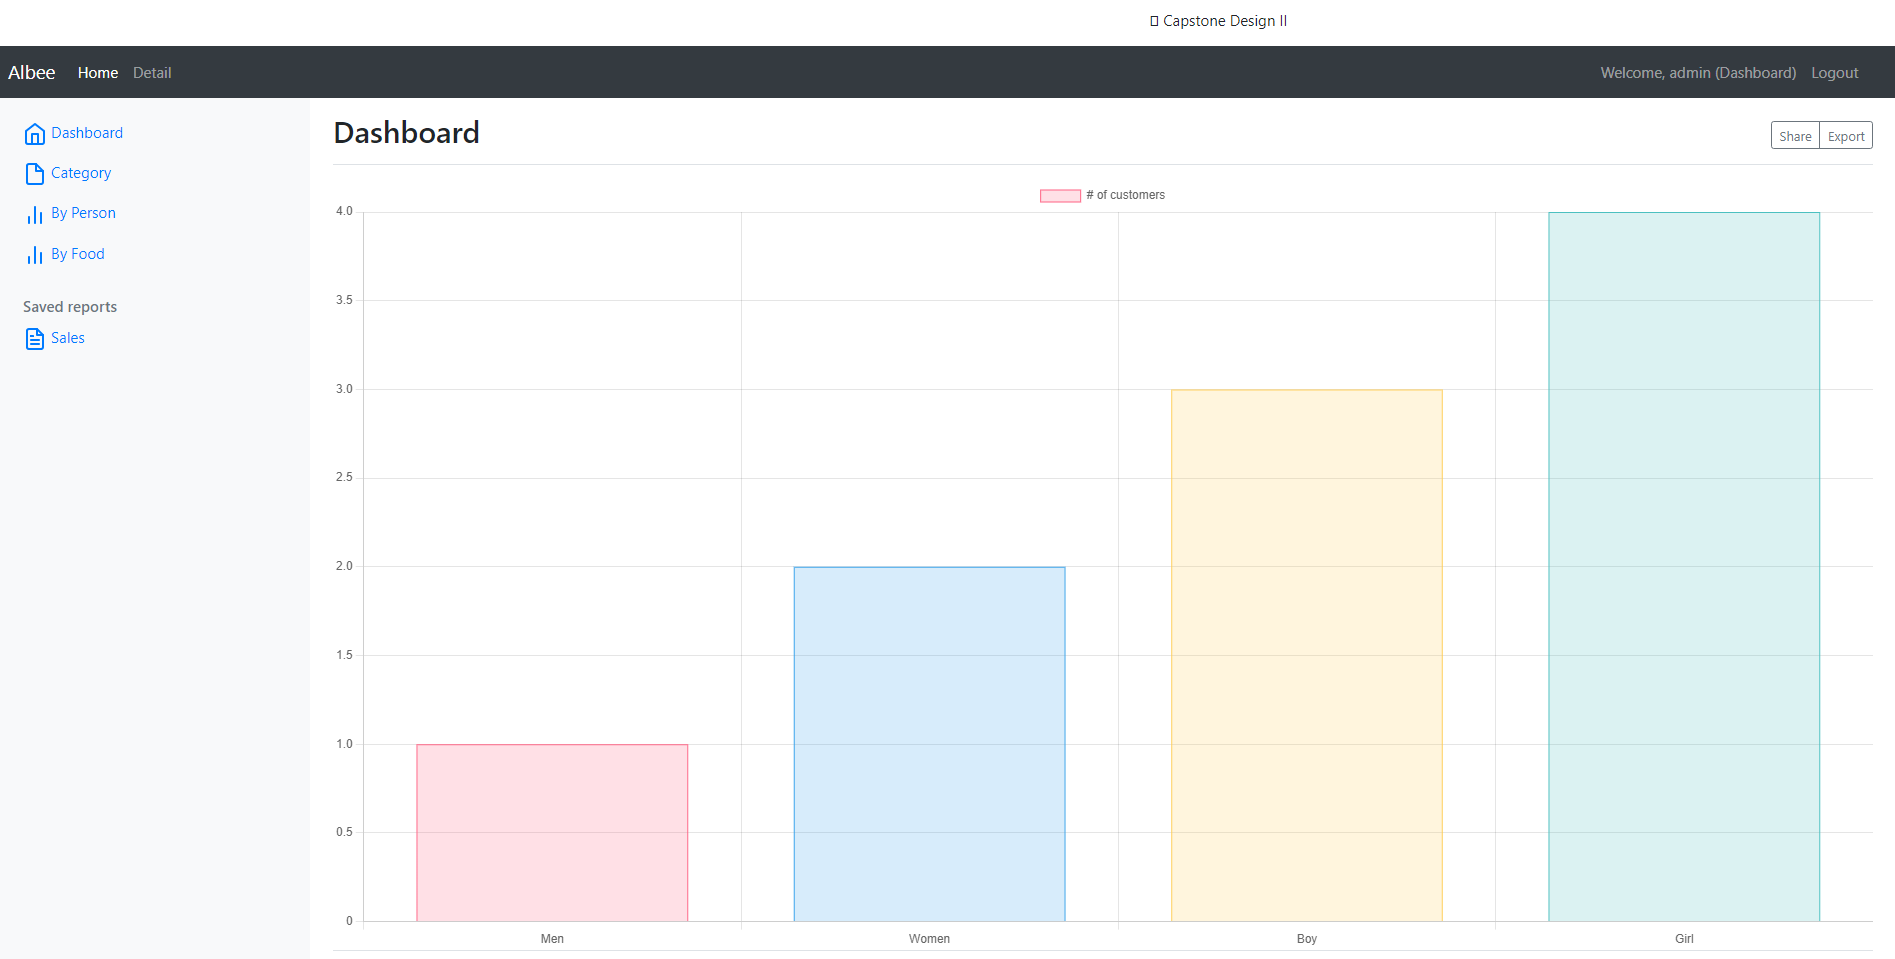 Capstone Design II
Albee Home Detail Welcome, admin (Dashboard) Logout
Dashboard
Category
By Person
By Food
Saved reports
Sales
Dashboard
Share Export
# of customers
4.0
3.5
3.0
2.5
2.0
1.5
1.0
0.5
0
Men Women Boy Girl